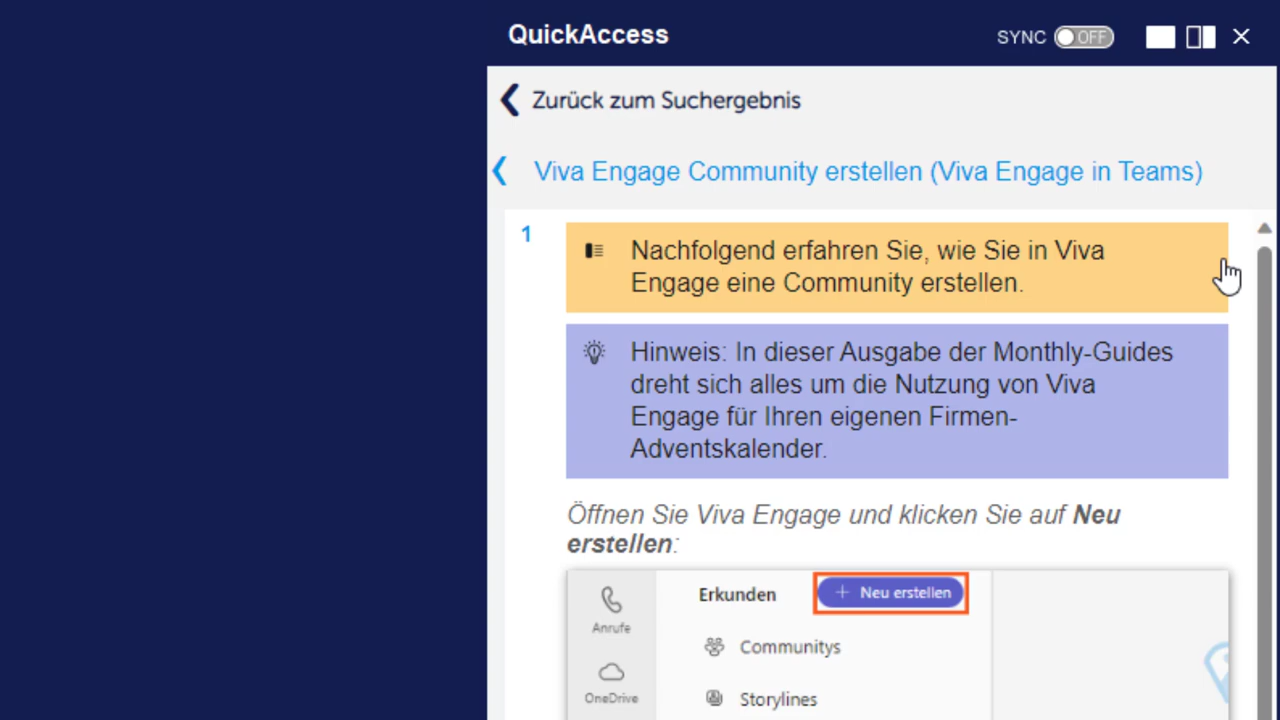 QuickAccess
SYNC OFF
Zurück zum Suchergebnis
Viva Engage Community erstellen (Viva Engage in Teams)
1
Nachfolgend erfahren Sie, wie Sie in Viva
Engage eine Community erstellen.
Hinweis: In dieser Ausgabe der Monthly-Guides
dreht sich alles um die Nutzung von Viva
Engage für Ihren eigenen Firmen-
Adventskalender.
Öffnen Sie Viva Engage und klicken Sie auf Neu
erstellen:
Erkunden
+ Neu erstellen
Anrufe
Communitys
OneDrive
Storylines